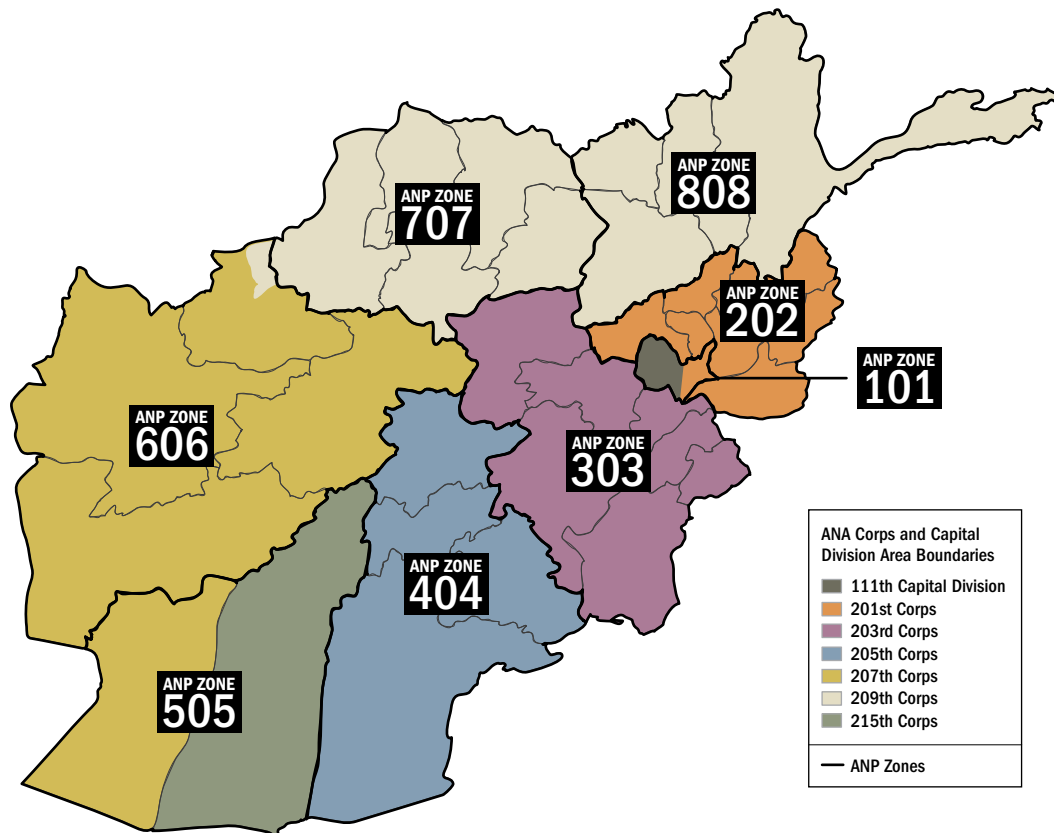 ANP ZONE
808
ANP ZONE
707
ANP ZONE
202
ANP ZONE
101
ANP ZONE
606
ANP ZONE
303
ANP ZONE
404
ANP ZONE
505
ANA Corps and Capital
Division Area Boundaries
111th Capital Division
201st Corps
203rd Corps
205th Corps
207th Corps
209th Corps
215th Corps
ANP Zones